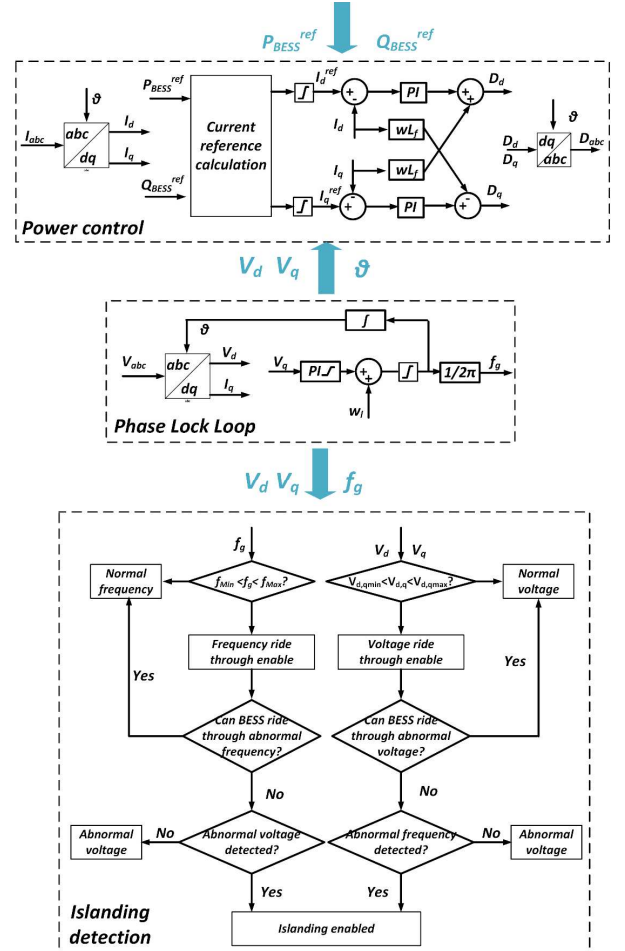 P_BESS^ref Q_BESS^ref
ϑ
I_abc
abc
dq
I_d
I_q
P_BESS^ref
Q_BESS^ref
Current
reference
calculation
I_d^ref
+
-
PI
+
+
D_d
I_d
wL_f
I_q
wL_f
I_q^ref
+
-
PI
+
-
D_q
ϑ
D_d
D_q
dq
abc
D_abc
Power control
V_d V_q ϑ
∫
ϑ
V_abc
abc
dq
V_d
I_q
V_q
PI
+
+
w_l
1/2π
f_g
Phase Lock Loop
V_d V_q f_g
f_g
V_d V_q
Normal
frequency
f_Min <f_g< f_Max?
V_d,qmin<V_d,q<V_d,qmax?
Normal
voltage
Frequency ride
through enable
Voltage ride
through enable
Yes
Yes
Can BESS ride
through abnormal
frequency?
Can BESS ride
through abnormal
voltage?
No
No
Abnormal
voltage
No
Abnormal voltage
detected?
Abnormal frequency
detected?
No
Abnormal
voltage
Yes
Yes
Islanding
detection
Islanding enabled